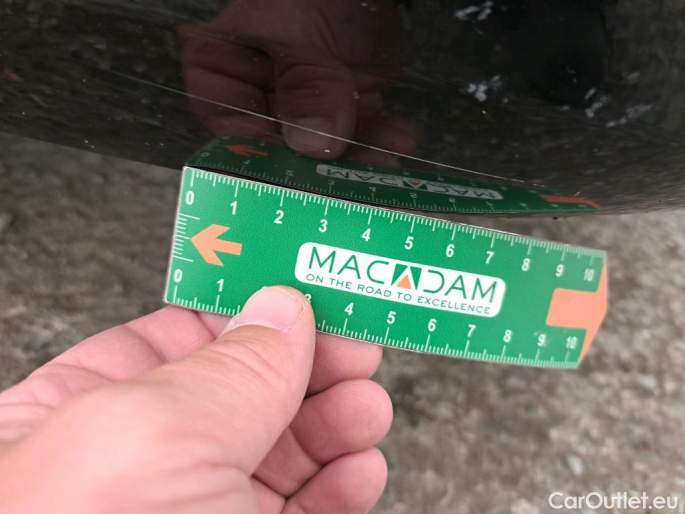 0 1 2 3 4 5 6 7 8 9 10
MACADAM
ON THE ROAD TO EXCELLENCE
0 1 3 4 5 6 7 8 9 10
MACADAM
CarOutlet.eu